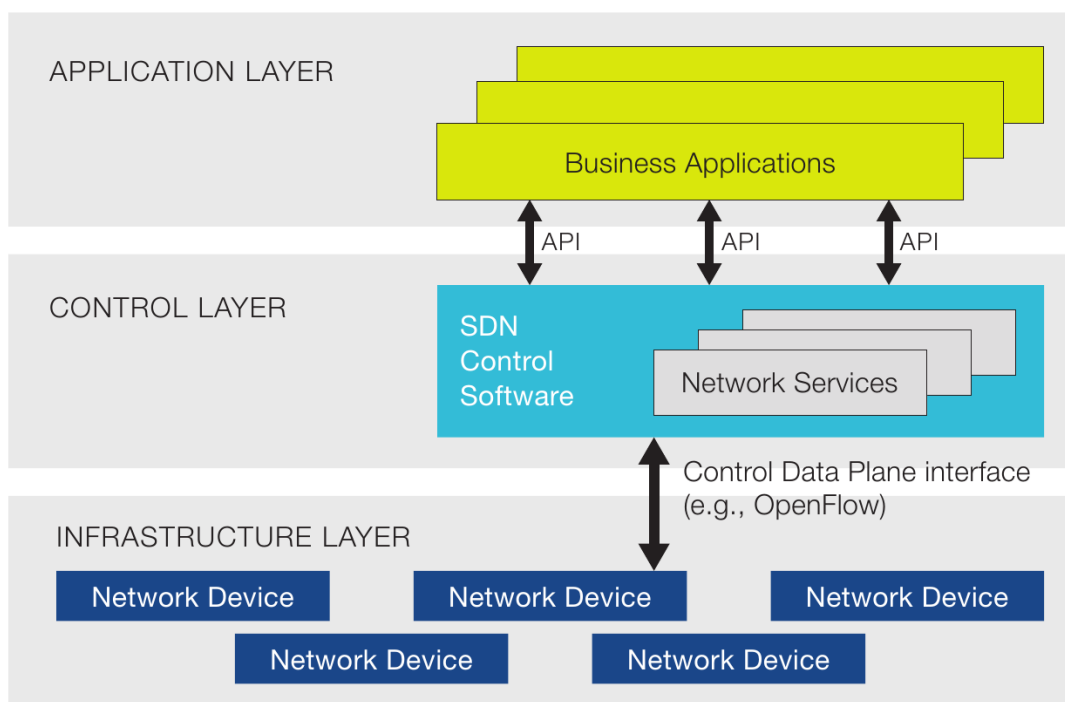 APPLICATION LAYER
Business Applications
API
API
API
CONTROL LAYER
SDN
Control
Software
Network Services
Control Data Plane interface
(e.g., OpenFlow)
INFRASTRUCTURE LAYER
Network Device
Network Device
Network Device
Network Device
Network Device